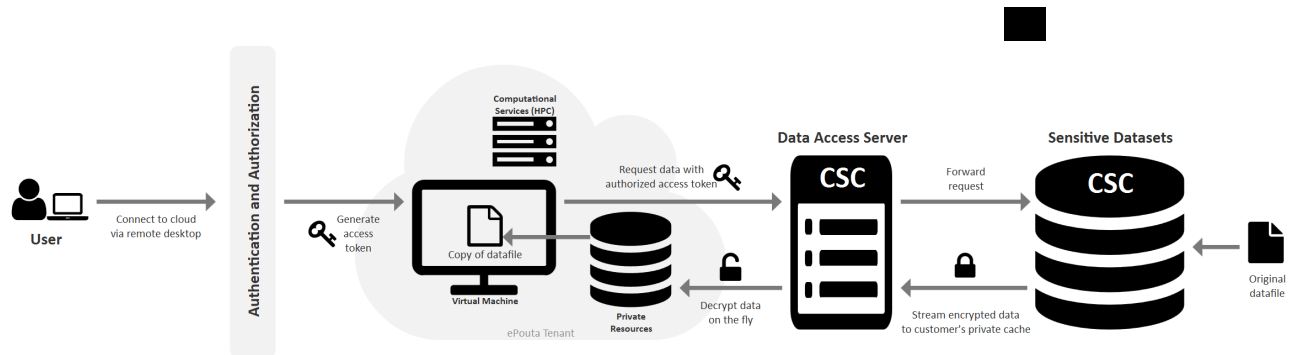 User
Connect to cloud
via remote desktop
Authentication and Authorization
Generate
access
token
Computational
Services (HPC)
Copy of datafile
Virtual Machine
Private
Resources
ePouta Tenant
Request data with
authorized access token
Decrypt data
on the fly
Data Access Server
CSC
Forward
request
Stream encrypted data
to customer's private cache
Sensitive Datasets
CSC
Original
datafile